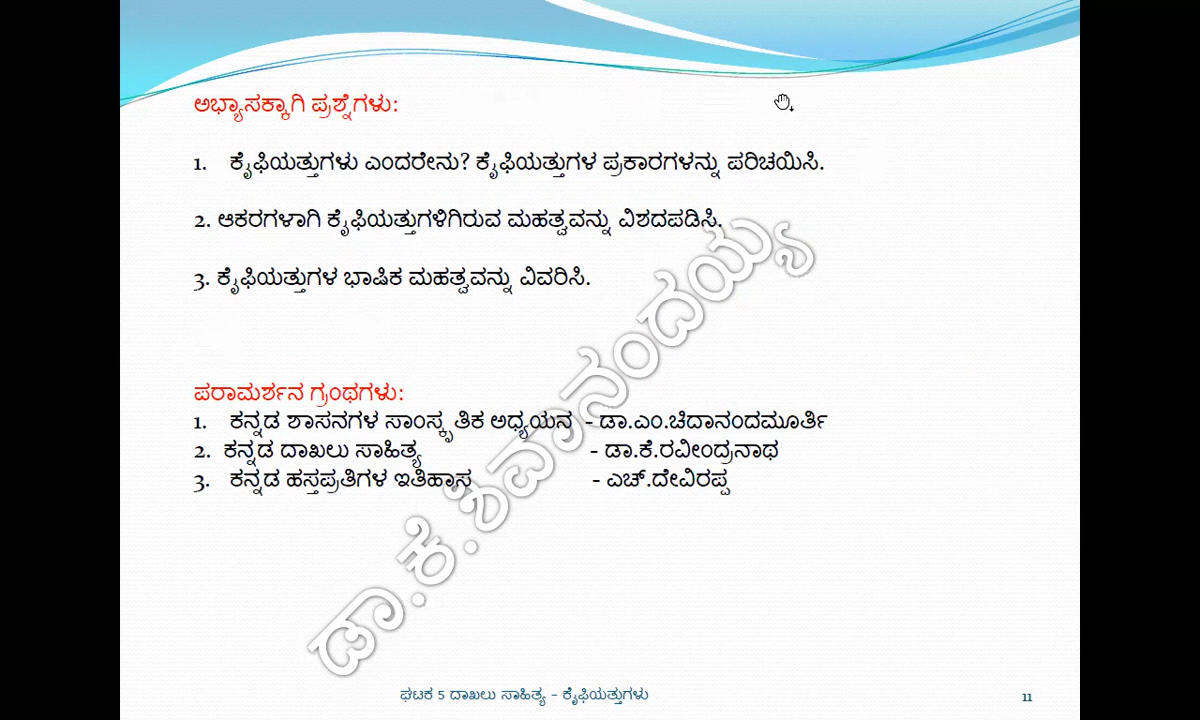 ಅಭ್ಯಾಸಕ್ಕಾಗಿ ಪ್ರಶ್ನೆಗಳು:
1. ಕೈಫಿಯತ್ತುಗಳು ಎಂದರೇನು? ಕೈಫಿಯತ್ತುಗಳ ಪ್ರಕಾರಗಳನ್ನು ಪರಿಚಯಿಸಿ.
2. ಆಕರಗಳಾಗಿ ಕೈಫಿಯತ್ತುಗಳಿಗಿರುವ ಮಹತ್ವವನ್ನು ವಿಶದಪಡಿಸಿ.
3. ಕೈಫಿಯತ್ತುಗಳ ಭಾಷಿಕ ಮಹತ್ವವನ್ನು ವಿವರಿಸಿ.
ಪರಾಮರ್ಶನ ಗ್ರಂಥಗಳು:
1. ಕನ್ನಡ ಶಾಸನಗಳ ಸಾಂಸ್ಕೃತಿಕ ಅಧ್ಯಯನ - ಡಾ.ಎಂ.ಚಿದಾನಂದಮೂರ್ತಿ
2. ಕನ್ನಡ ದಾಖಲು ಸಾಹಿತ್ಯ - ಡಾ.ಕೆ.ರವೀಂದ್ರನಾಥ
3. ಕನ್ನಡ ಹಸ್ತಪ್ರತಿಗಳ ಇತಿಹಾಸ - ಎಚ್.ದೇವಿರಪ್ಪ
ಡಾ.ಕೆ.ಶಿವಾನಂದಯ್ಯ
ಘಟಕ 5 ದಾಖಲು ಸಾಹಿತ್ಯ - ಕೈಫಿಯತ್ತುಗಳು 11